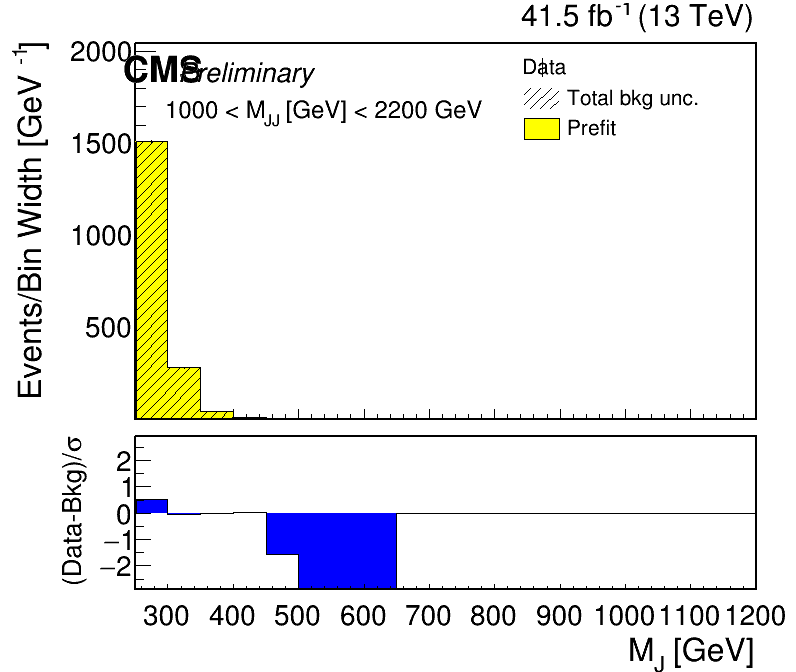 41.5 fb⁻¹ (13 TeV)
Events/Bin Width [GeV⁻¹]
2000
1500
1000
500
CMS Preliminary
1000 < M_JJ [GeV] < 2200 GeV
Data
Total bkg unc.
Prefit
(Data-Bkg)/σ
2
1
0
−1
−2
300 400 500 600 700 800 900 1000 1100 1200
M_J [GeV]